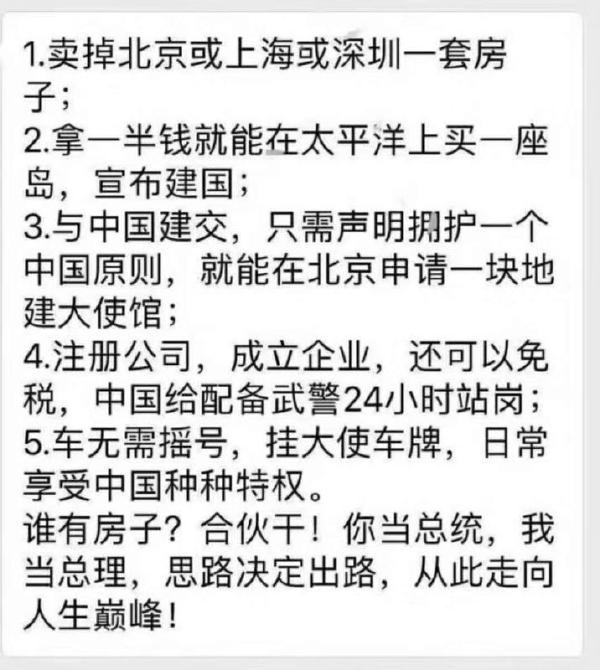 1.卖掉北京或上海或深圳一套房
子；
2.拿一半钱就能在太平洋上买一座
岛，宣布建国；
3.与中国建交，只需声明拥护一个
中国原则，就能在北京申请一块地
建大使馆；
4.注册公司，成立企业，还可以免
税，中国给配备武警24小时站岗；
5.车无需摇号，挂大使车牌，日常
享受中国种种特权。
谁有房子？合伙干！你当总统，我
当总理，思路决定出路，从此走向
人生巅峰！